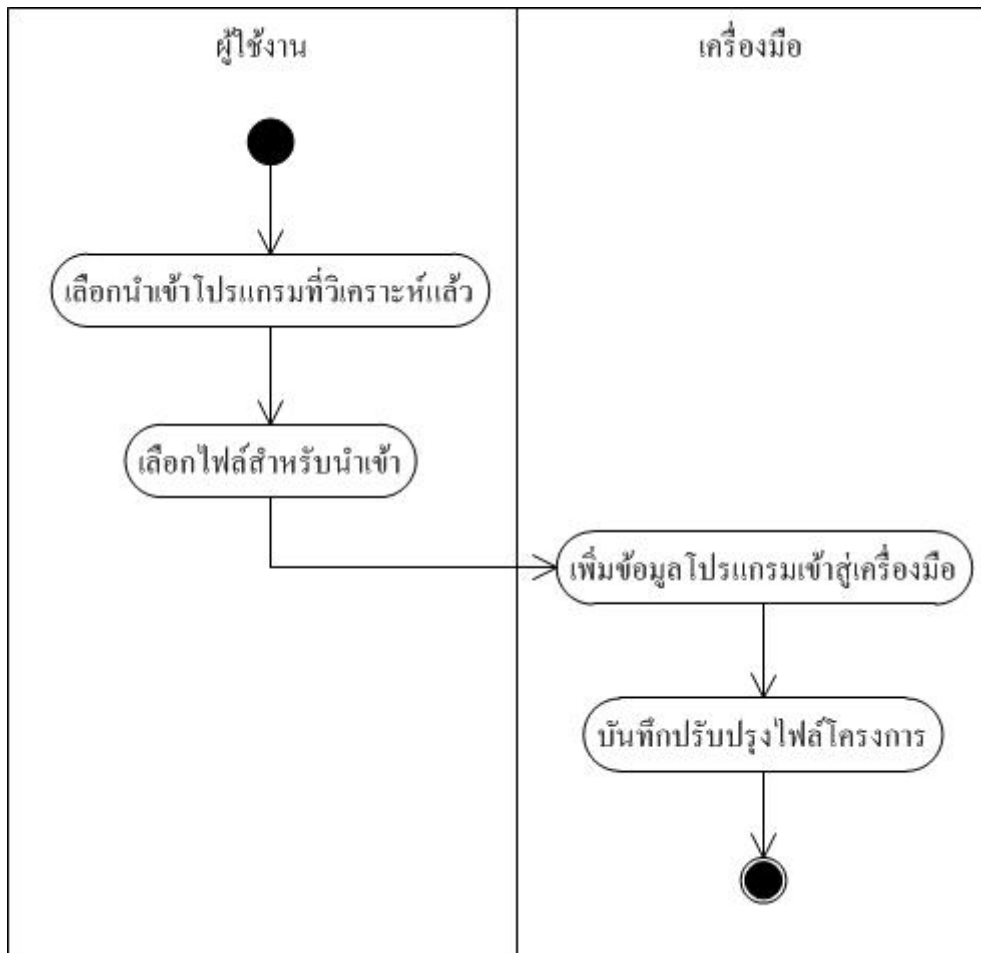 ผู้ใช้งาน
เครื่องมือ
เลือกนำเข้าโปรแกรมที่วิเคราะห์แล้ว
เลือกไฟล์สำหรับนำเข้า
เพิ่มข้อมูลโปรแกรมเข้าสู่เครื่องมือ
บันทึกปรับปรุงไฟล์โครงการ